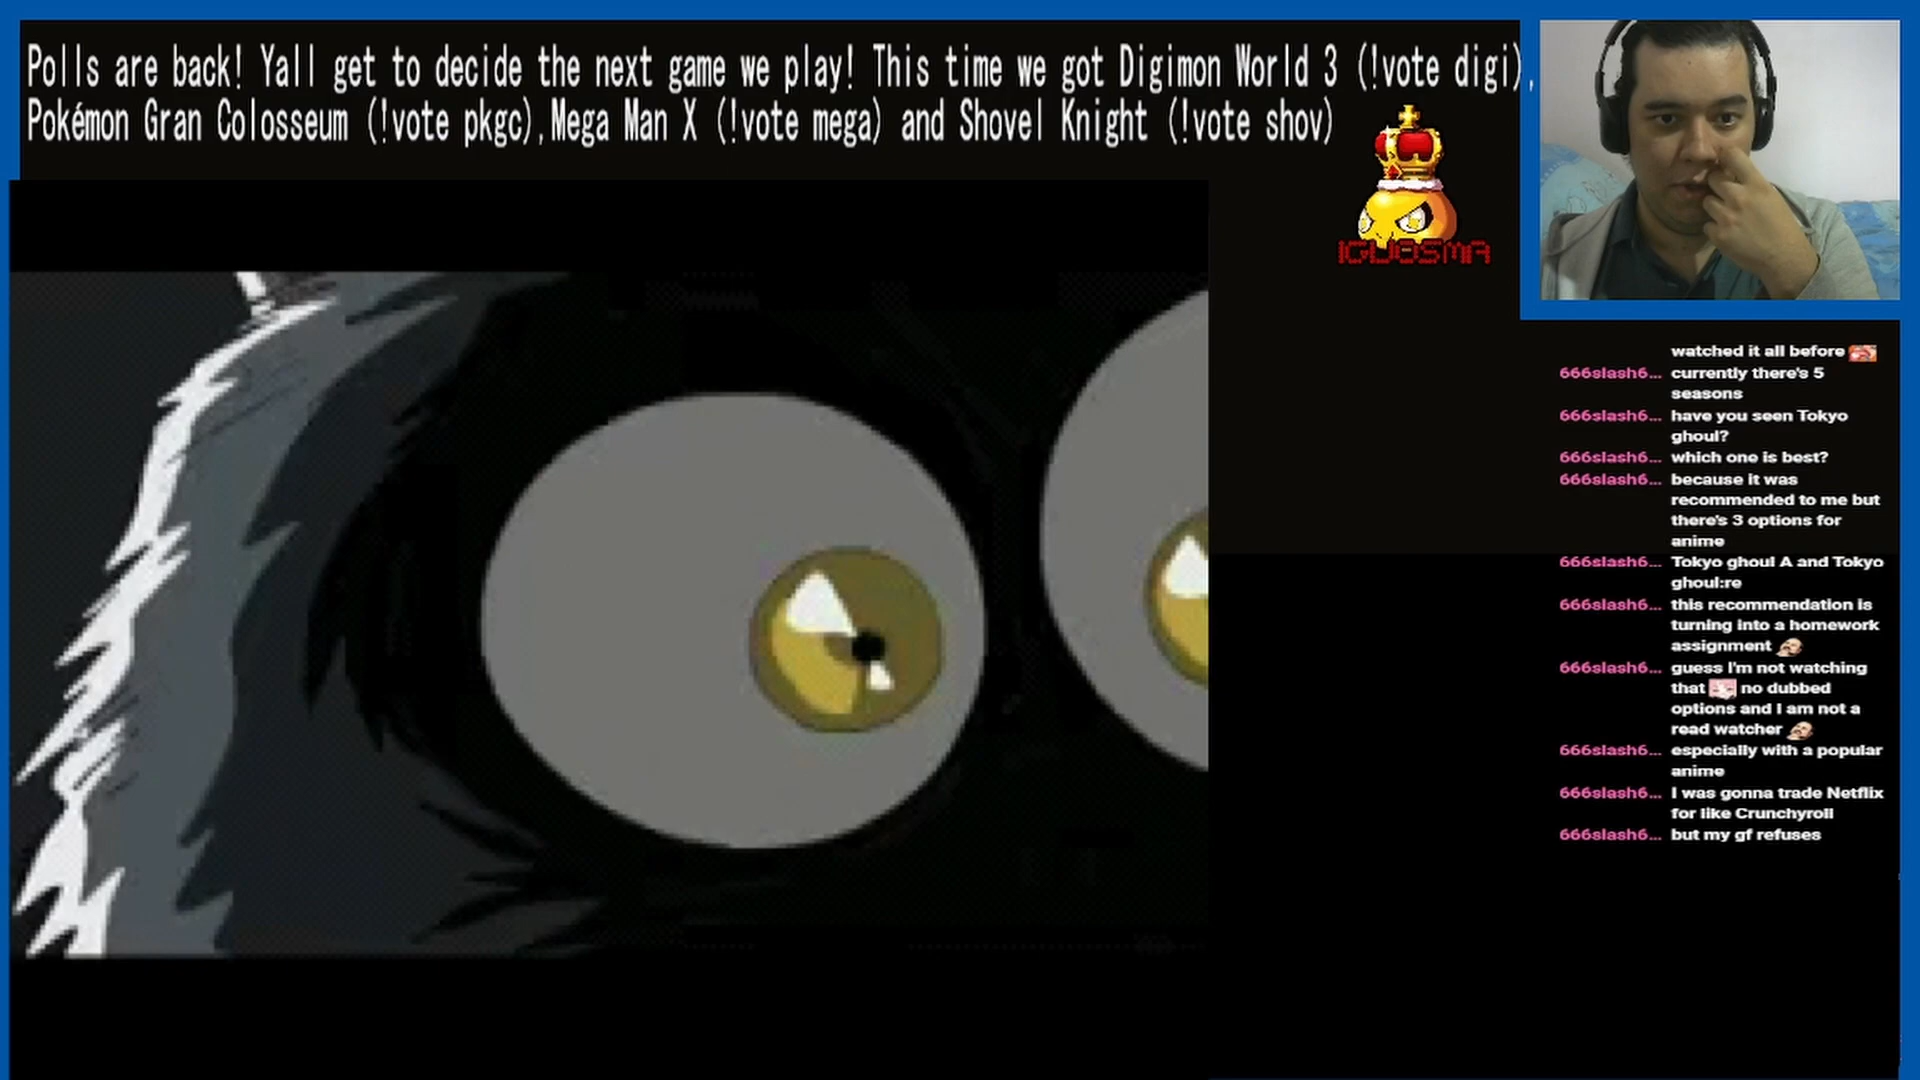 Polls are back! Yall get to decide the next game we play! This time we got Digimon World 3 (!vote digi),
Pokémon Gran Colosseum (!vote pkgc),Mega Man X (!vote mega) and Shovel Knight (!vote shov)
IGUOSMA
watched it all before
666slash6... currently there's 5
seasons
666slash6... have you seen Tokyo
ghoul?
666slash6... which one is best?
666slash6... because it was
recommended to me but
there's 3 options for
anime
666slash6... Tokyo ghoul A and Tokyo
ghoul:re
666slash6... this recommendation is
turning into a homework
assignment
666slash6... guess I'm not watching
that no dubbed
options and I am not a
read watcher
666slash6... especially with a popular
anime
666slash6... I was gonna trade Netflix
for like Crunchyroll
666slash6... but my gf refuses